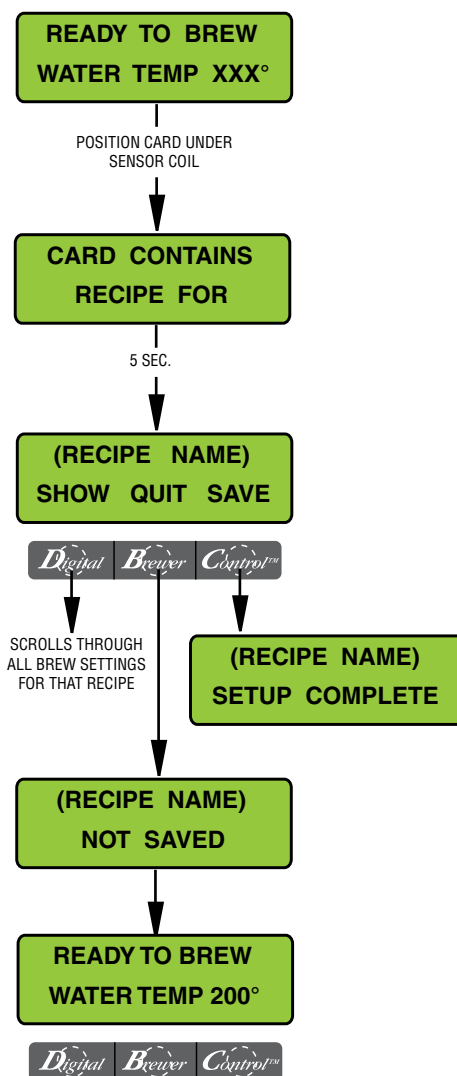 READY TO BREW
WATER TEMP XXX°
POSITION CARD UNDER
SENSOR COIL
CARD CONTAINS
RECIPE FOR
5 SEC.
(RECIPE NAME)
SHOW QUIT SAVE
Digital Brewer Control™
SCROLLS THROUGH
ALL BREW SETTINGS
FOR THAT RECIPE
(RECIPE NAME)
SETUP COMPLETE
(RECIPE NAME)
NOT SAVED
READY TO BREW
WATER TEMP 200°
Digital Brewer Control™